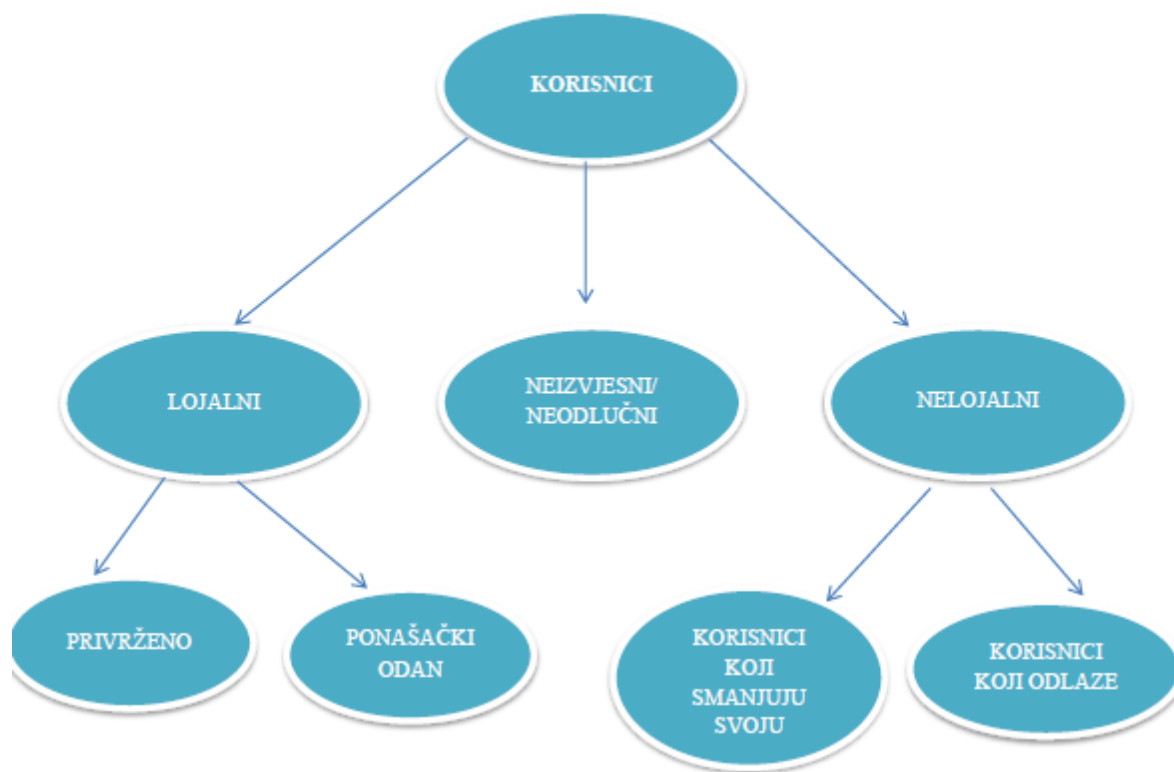 KORISNICI
LOJALNI
NEIZVJESNI/
NEODLUČNI
NELOJALNI
PRIVRŽENO
PONAŠAČKI
ODAN
KORISNICI
KOJI
SMANJUJU
SVOJU
KORISNICI
KOJI ODLAZE